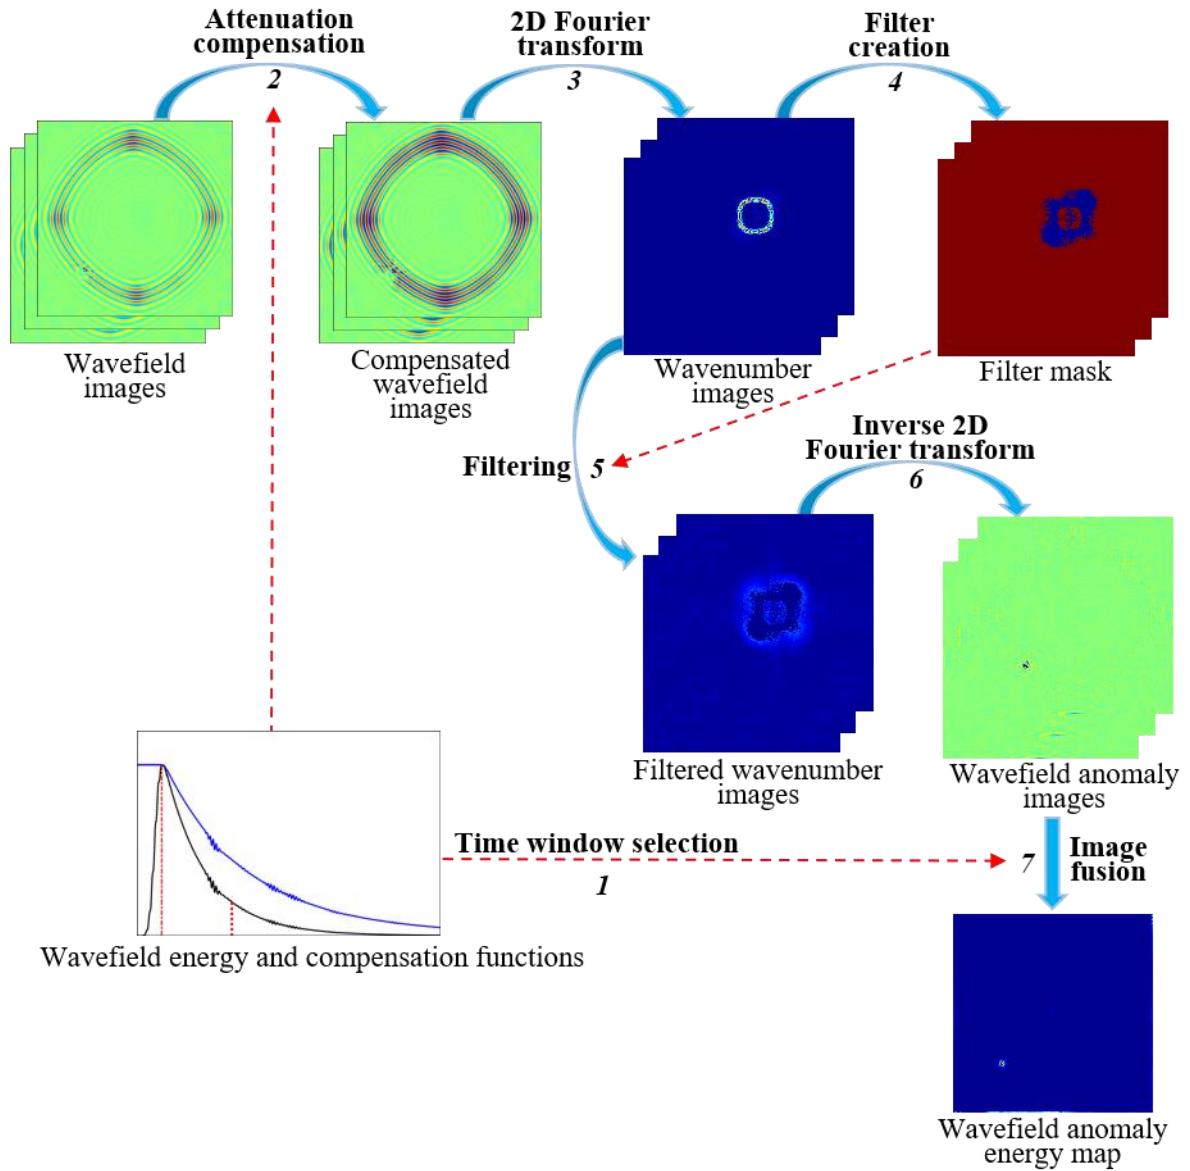 Attenuation
compensation
2
2D Fourier
transform
3
Filter
creation
4
Wavefield
images
Compensated
wavefield
images
Wavenumber
images
Filter mask
Filtering 5
Inverse 2D
Fourier transform
6
Filtered wavenumber
images
Wavefield anomaly
images
Time window selection
1
7 Image
fusion
Wavefield energy and compensation functions
Wavefield anomaly
energy map